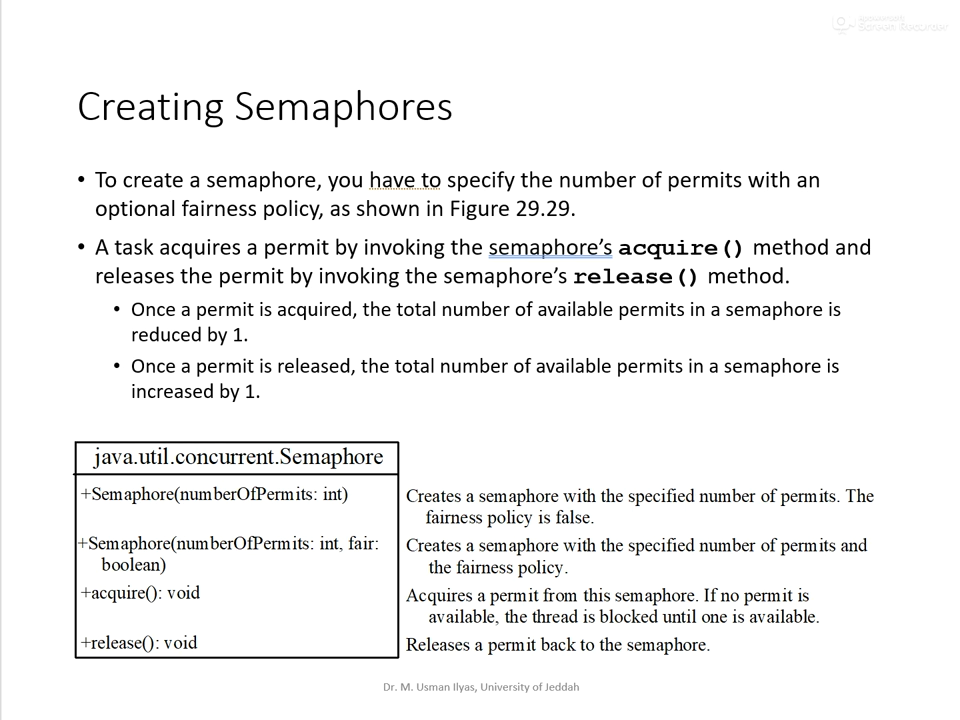 Screen Recorder
Creating Semaphores
• To create a semaphore, you have to specify the number of permits with an
optional fairness policy, as shown in Figure 29.29.
• A task acquires a permit by invoking the semaphore’s acquire() method and
releases the permit by invoking the semaphore’s release() method.
• Once a permit is acquired, the total number of available permits in a semaphore is
reduced by 1.
• Once a permit is released, the total number of available permits in a semaphore is
increased by 1.
java.util.concurrent.Semaphore
+Semaphore(numberOfPermits: int)
Creates a semaphore with the specified number of permits. The
fairness policy is false.
+Semaphore(numberOfPermits: int, fair:
boolean)
Creates a semaphore with the specified number of permits and
the fairness policy.
+acquire(): void
Acquires a permit from this semaphore. If no permit is
available, the thread is blocked until one is available.
+release(): void
Releases a permit back to the semaphore.
Dr. M. Usman Ilyas, University of Jeddah